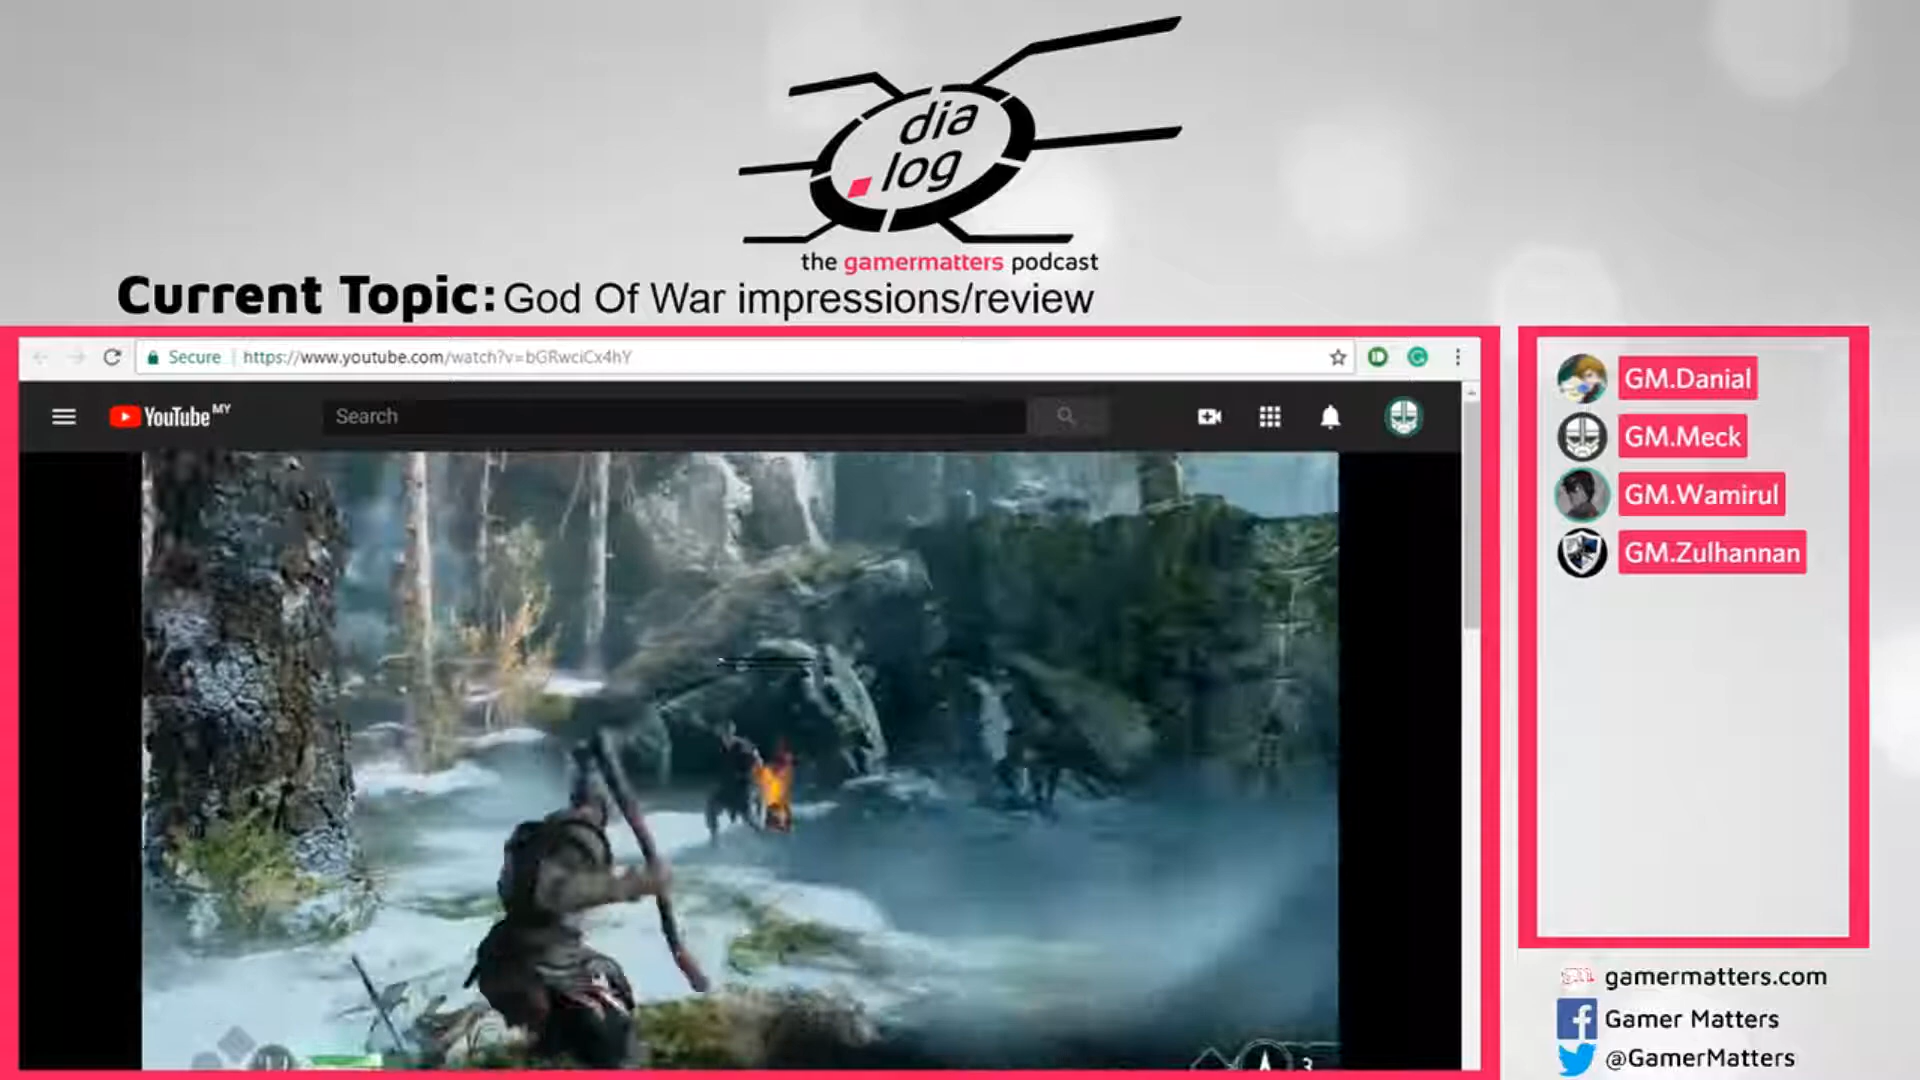 dia
.log
the gamermatters podcast
Current Topic: God Of War impressions/review
Secure https://www.youtube.com/watch?v=bGRwciCx4hY
YouTube MY
Search
GM.Danial
GM.Meck
GM.Wamirul
GM.Zulhannan
3
gamermatters.com
Gamer Matters
@GamerMatters